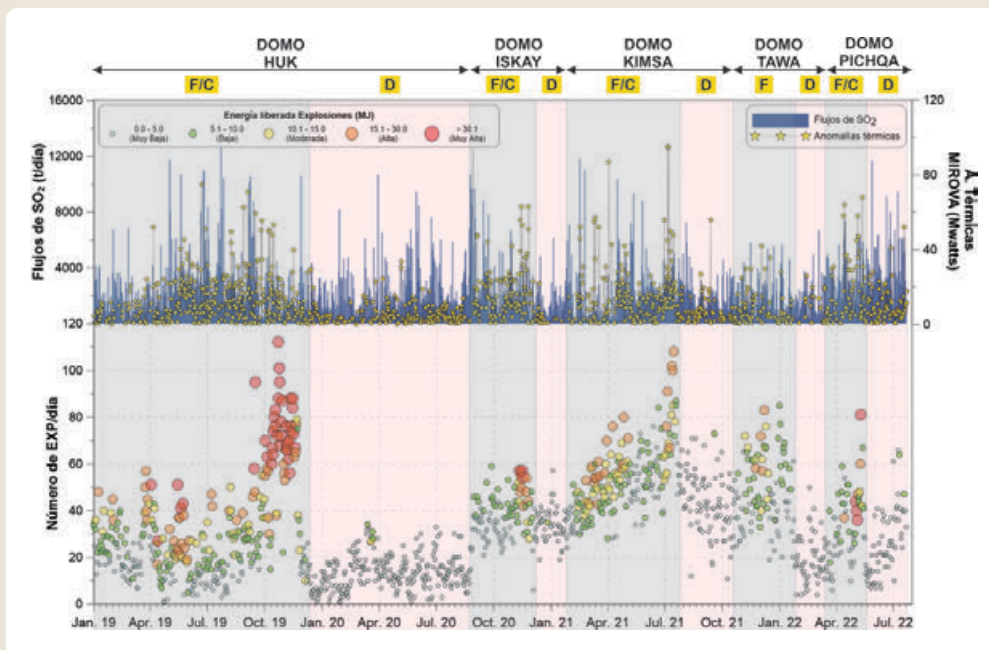 DOMO HUK
DOMO ISKAY
DOMO KIMSA
DOMO TAWA
DOMO PICHQA
F/C D F/C D F/C D F D F/C D
Energía liberada Explosiones (MJ)
0.0 - 5.0 (Muy Baja)
5.1 - 10.0 (Baja)
10.1 - 15.0 (Moderada)
15.1 - 30.0 (Alta)
> 30.1 (Muy Alta)
Flujos de SO₂
Anomalías térmicas
Flujos de SO₂ (t/día)
16000
12000
8000
4000
120
A. Térmicas
MIROVA (Mwatts)
120
80
40
0
Número de EXP/día
100
80
60
40
20
0
Jan. 19 Apr. 19 Jul. 19 Oct. 19 Jan. 20 Apr. 20 Jul. 20 Oct. 20 Jan. 21 Apr. 21 Jul. 21 Oct. 21 Jan. 22 Apr. 22 Jul. 22